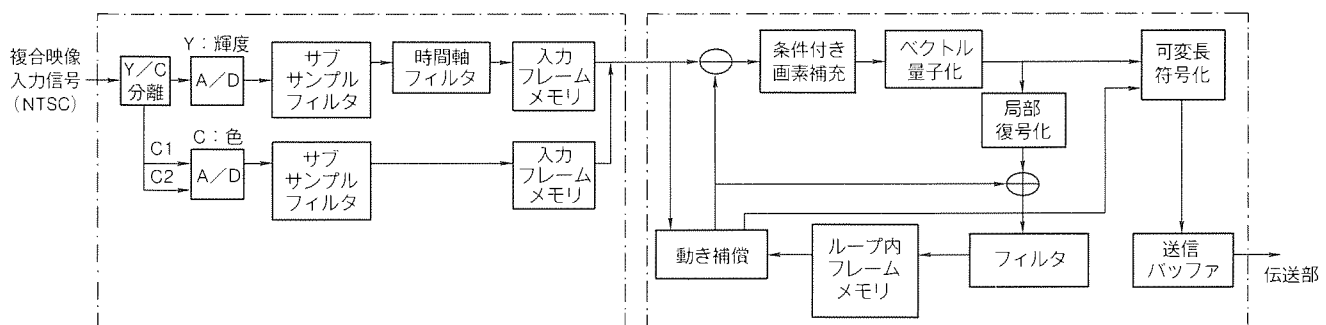 複合映像
入力信号
(NTSC)
Y/C
分離
Y:輝度
A/D
サブ
サンプル
フィルタ
時間軸
フィルタ
入力
フレーム
メモリ
C1
C2
C:色
A/D
サブ
サンプル
フィルタ
入力
フレーム
メモリ
条件付き
画素補充
ベクトル
量子化
可変長
符号化
局部
復号化
動き補償
ループ内
フレーム
メモリ
フィルタ
送信
バッファ
伝送部